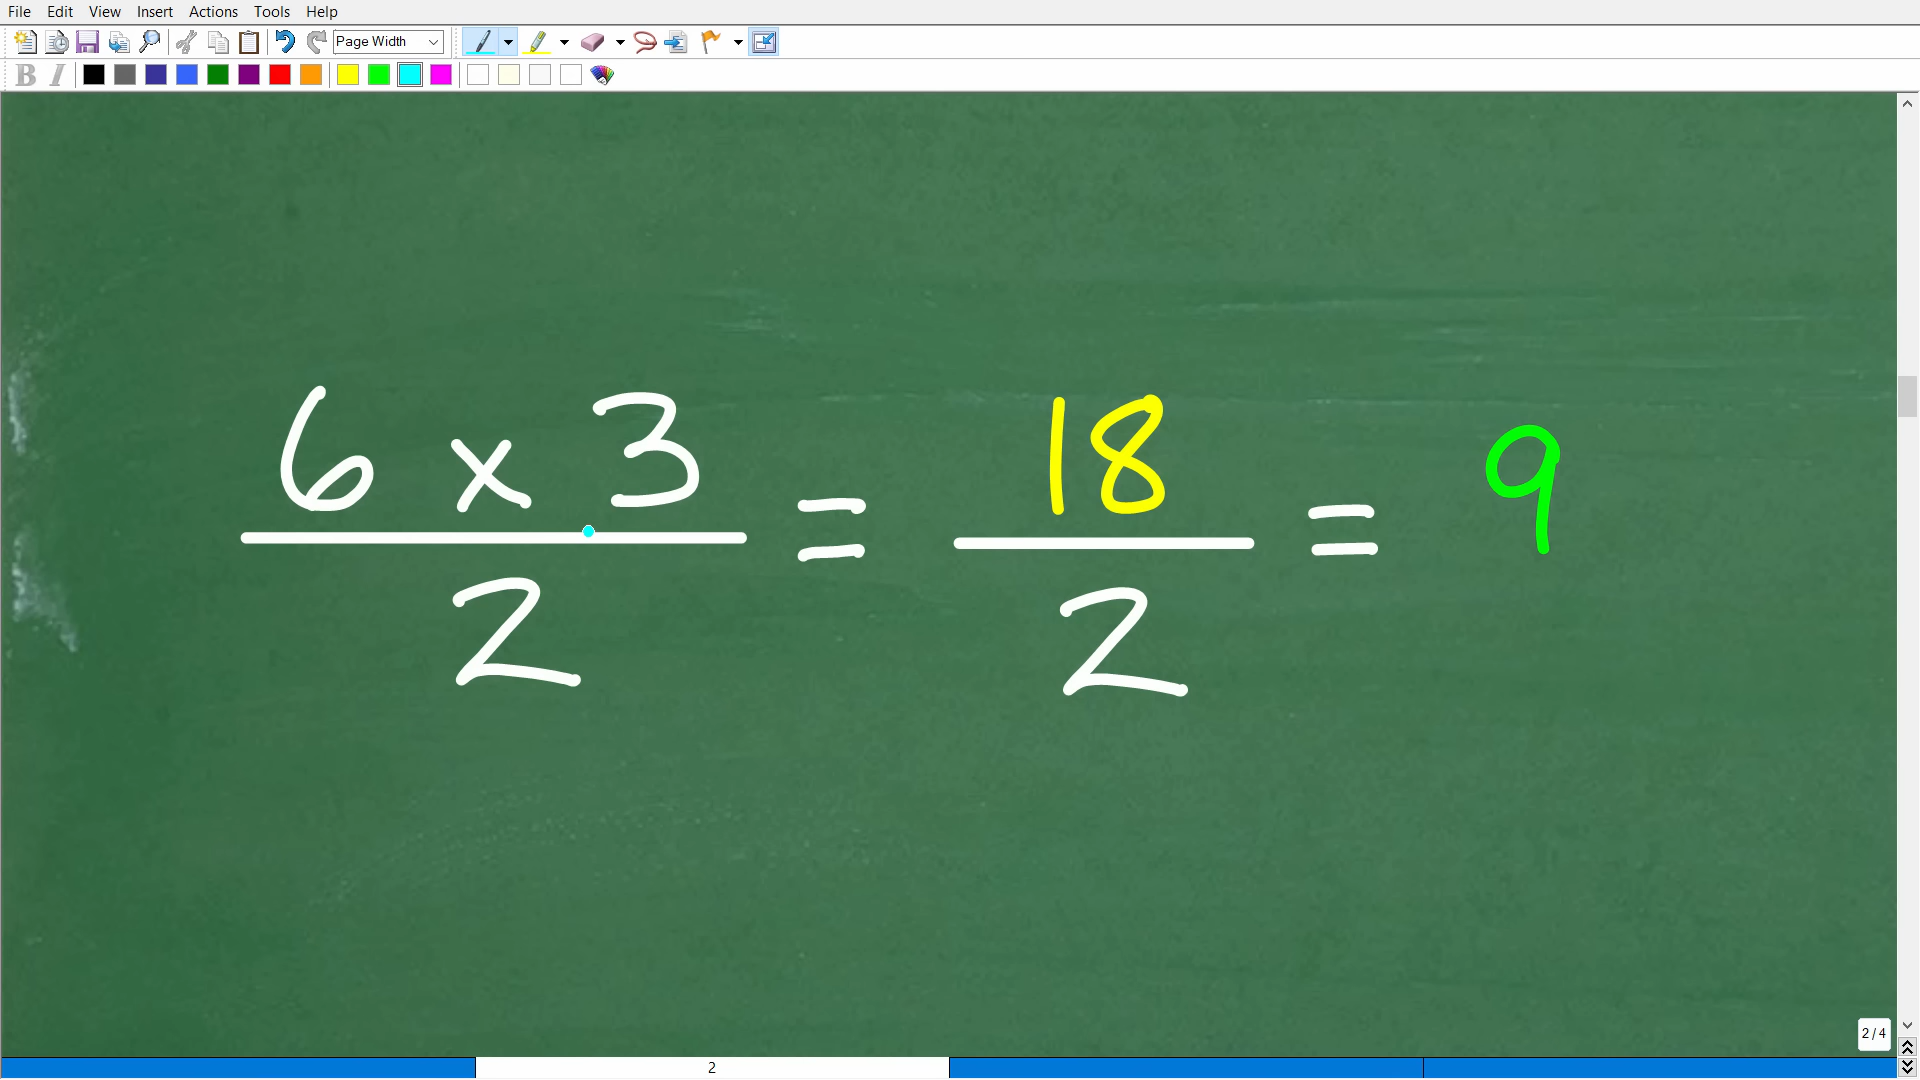 File Edit View Insert Actions Tools Help
Page Width
B I
6 x 3 / 2 = 18 / 2 = 9
2 / 4
2